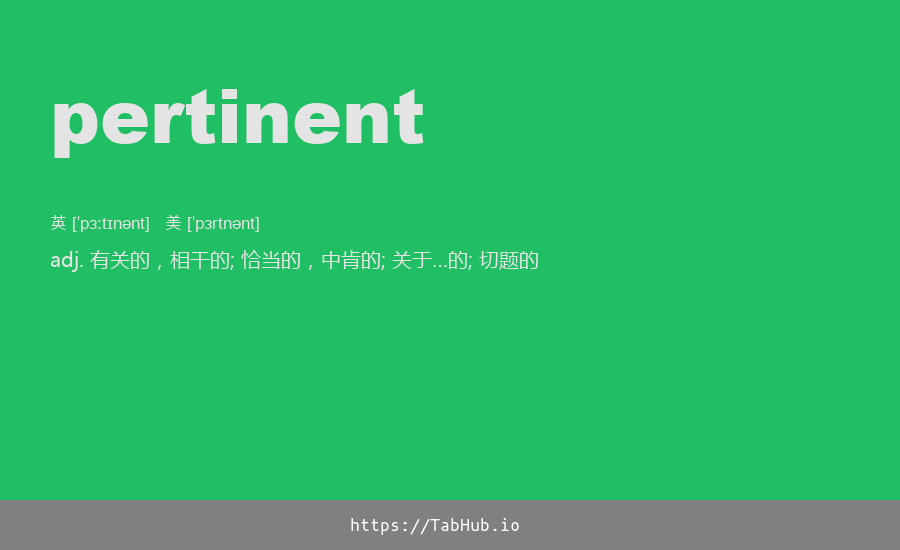 pertinent
英 [ˈpɜːtɪnənt] 美 [ˈpɜrtnənt]
adj. 有关的，相干的; 恰当的，中肯的; 关于…的; 切题的
https://TabHub.io